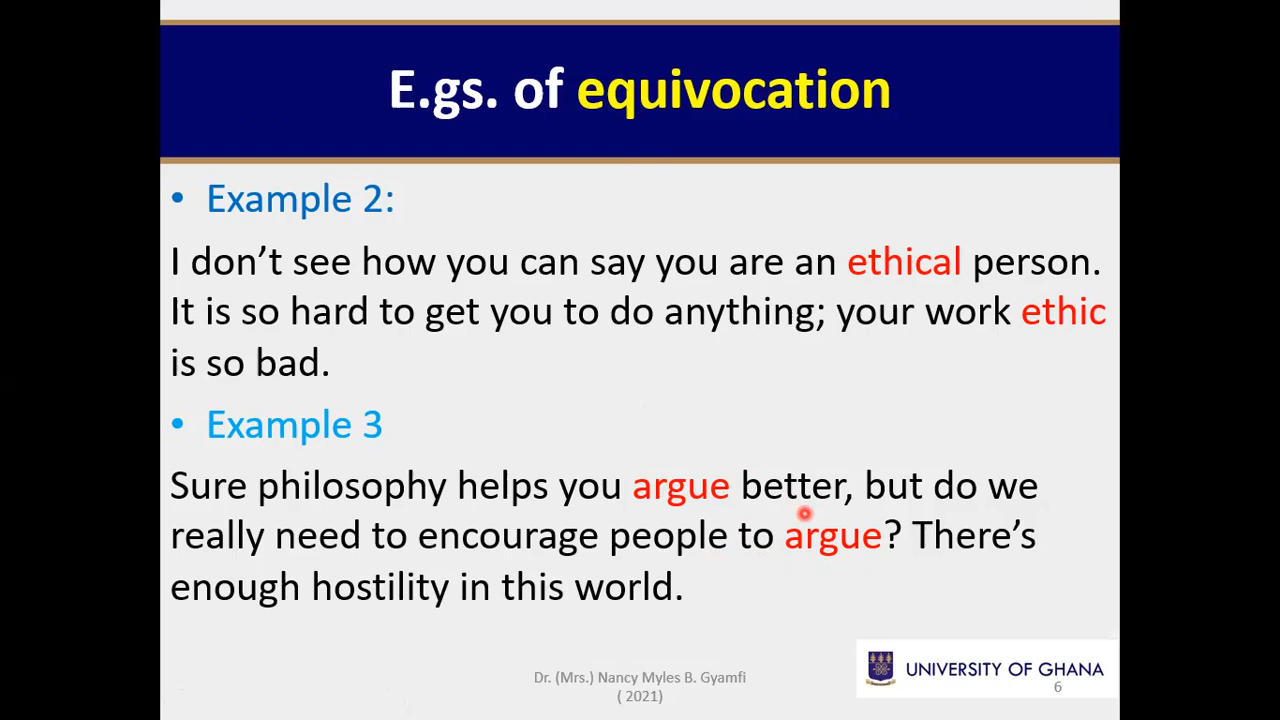 E.gs. of equivocation
• Example 2:
I don’t see how you can say you are an ethical person.
It is so hard to get you to do anything; your work ethic
is so bad.
• Example 3
Sure philosophy helps you argue better, but do we
really need to encourage people to argue? There’s
enough hostility in this world.
Dr. (Mrs.) Nancy Myles B. Gyamfi
( 2021)
UNIVERSITY OF GHANA
6